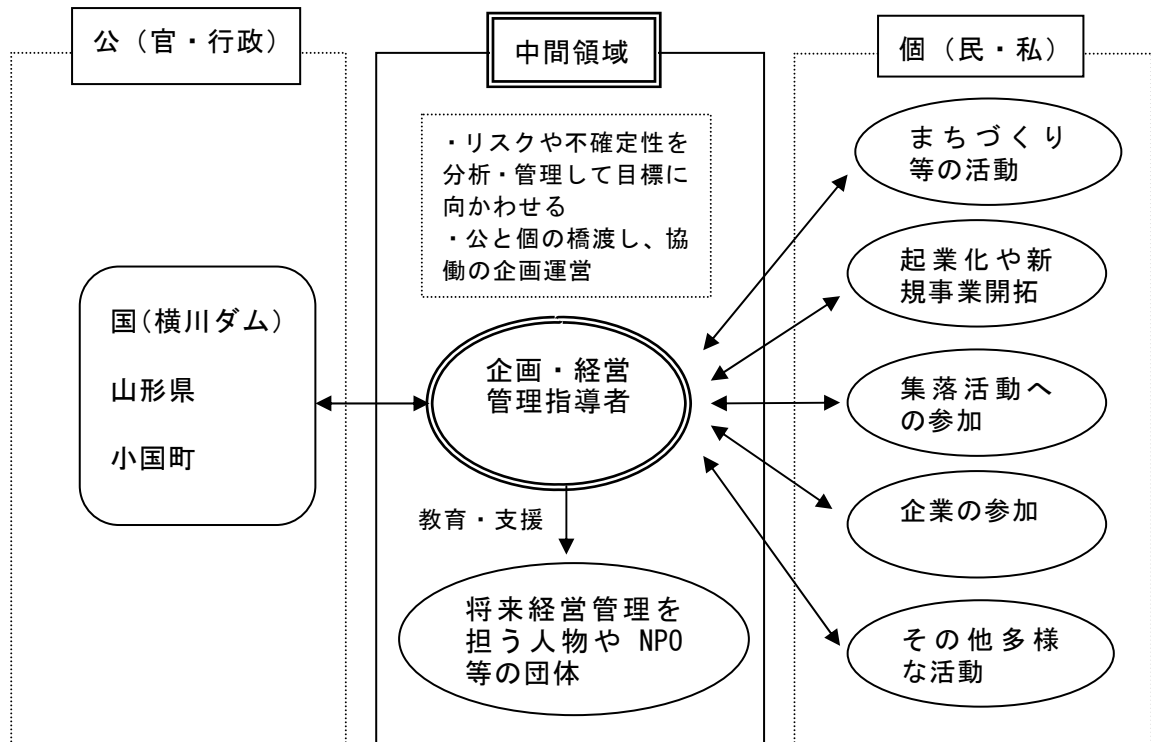 公（官・行政）
中間領域
個（民・私）
・リスクや不確定性を
分析・管理して目標に
向かわせる
・公と個の橋渡し、協
働の企画運営
国(横川ダム)
山形県
小国町
企画・経営
管理指導者
教育・支援
将来経営管理を
担う人物や NPO
等の団体
まちづくり
等の活動
起業化や新
規事業開拓
集落活動へ
の参加
企業の参加
その他多様
な活動